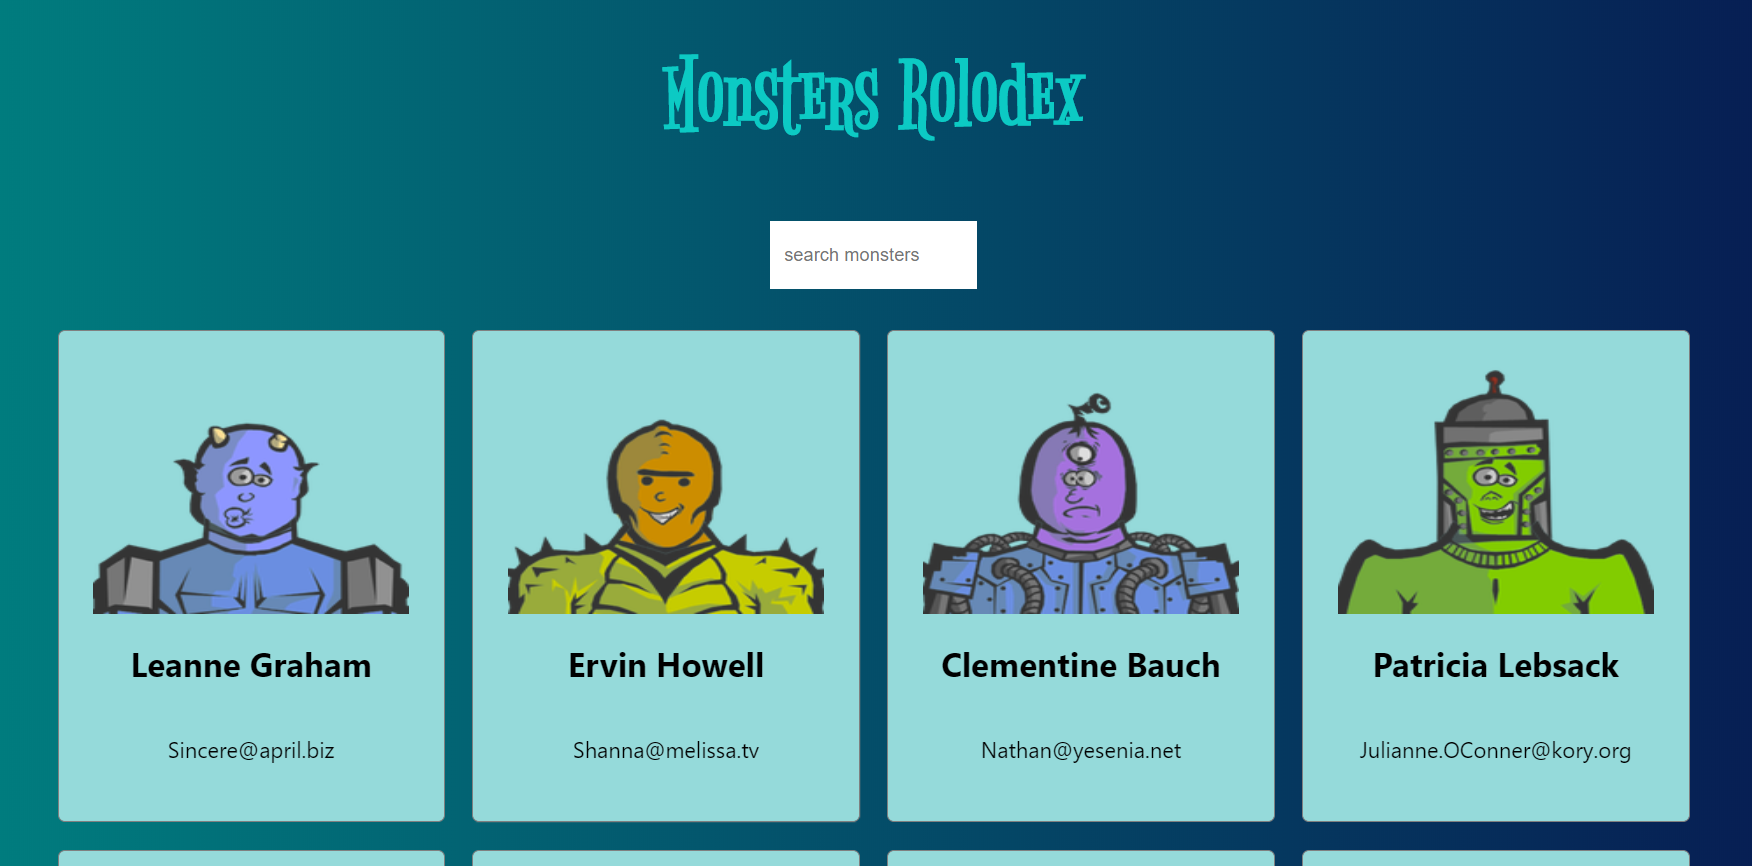 Monsters Rolodex
search monsters
Leanne Graham
Ervin Howell
Clementine Bauch
Patricia Lebsack
Sincere@april.biz
Shanna@melissa.tv
Nathan@yesenia.net
Julianne.OConner@kory.org